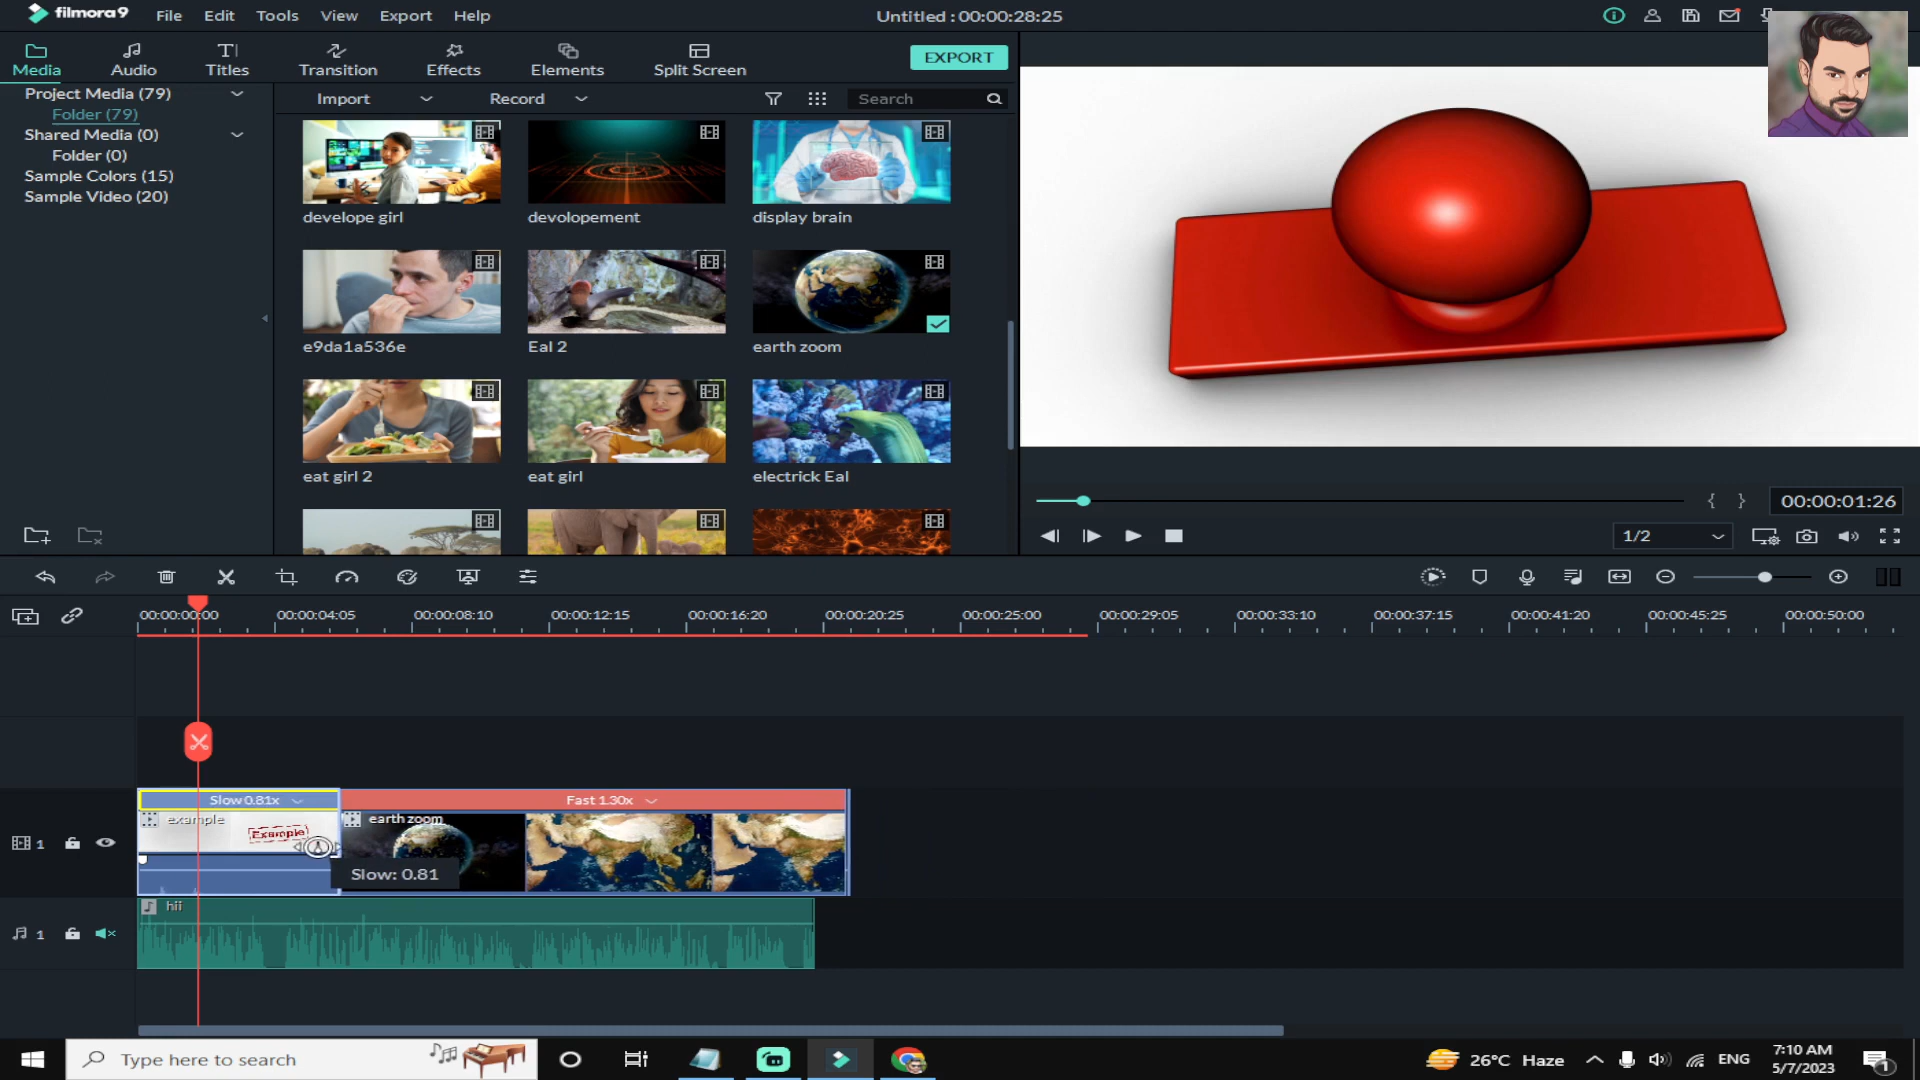 filmora9
File Edit Tools View Export Help
Untitled : 00:00:28:25
Media Audio Titles Transition Effects Elements Split Screen
EXPORT
Project Media (79)
Folder (79)
Shared Media (0)
Folder (0)
Sample Colors (15)
Sample Video (20)
Import Record Search
develope girl devolopement display brain
e9da1a536e Eal 2 earth zoom
eat girl 2 eat girl electrick Eal
{ } 00:00:01:26
1/2
00:00:00:00 00:00:04:05 00:00:08:10 00:00:12:15 00:00:16:20 00:00:20:25 00:00:25:00 00:00:29:05 00:00:33:10 00:00:37:15 00:00:41:20 00:00:45:25 00:00:50:00
Slow 0.81x Fast 1.30x
example earth zoom
Example
1
Slow: 0.81
hii
1
Type here to search
26°C Haze ENG
7:10 AM
5/7/2023
1